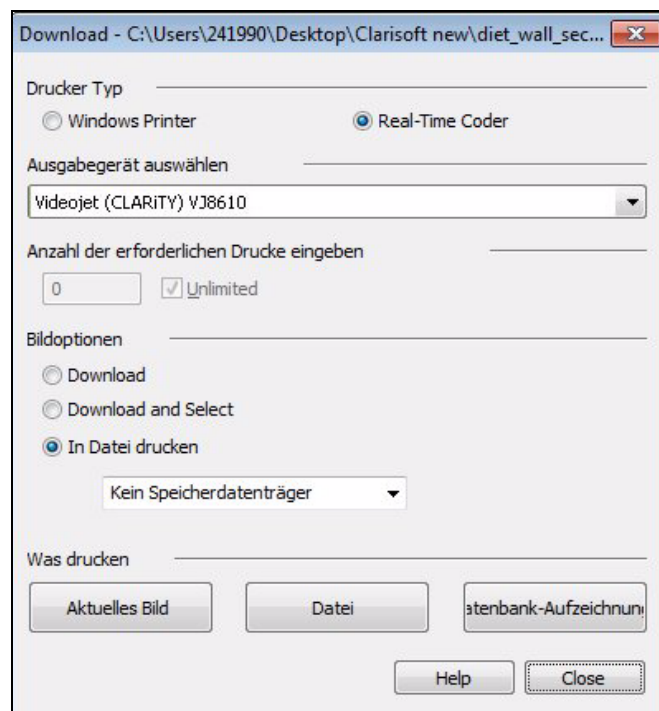 Download - C:\Users\241990\Desktop\Clarisoft new\diet_wall_sec...
Drucker Typ
Windows Printer
Real-Time Coder
Ausgabegerät auswählen
Videojet (CLARiTY) VJ8610
Anzahl der erforderlichen Drucke eingeben
0
Unlimited
Bildoptionen
Download
Download and Select
In Datei drucken
Kein Speicherdatenträger
Was drucken
Aktuelles Bild
Datei
atenbank-Aufzeichnun
Help
Close